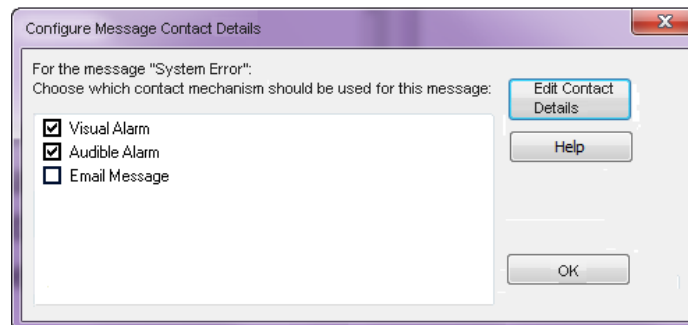 Configure Message Contact Details
For the message "System Error":
Choose which contact mechanism should be used for this message:
Visual Alarm
Audible Alarm
Email Message
Edit Contact
Details
Help
OK